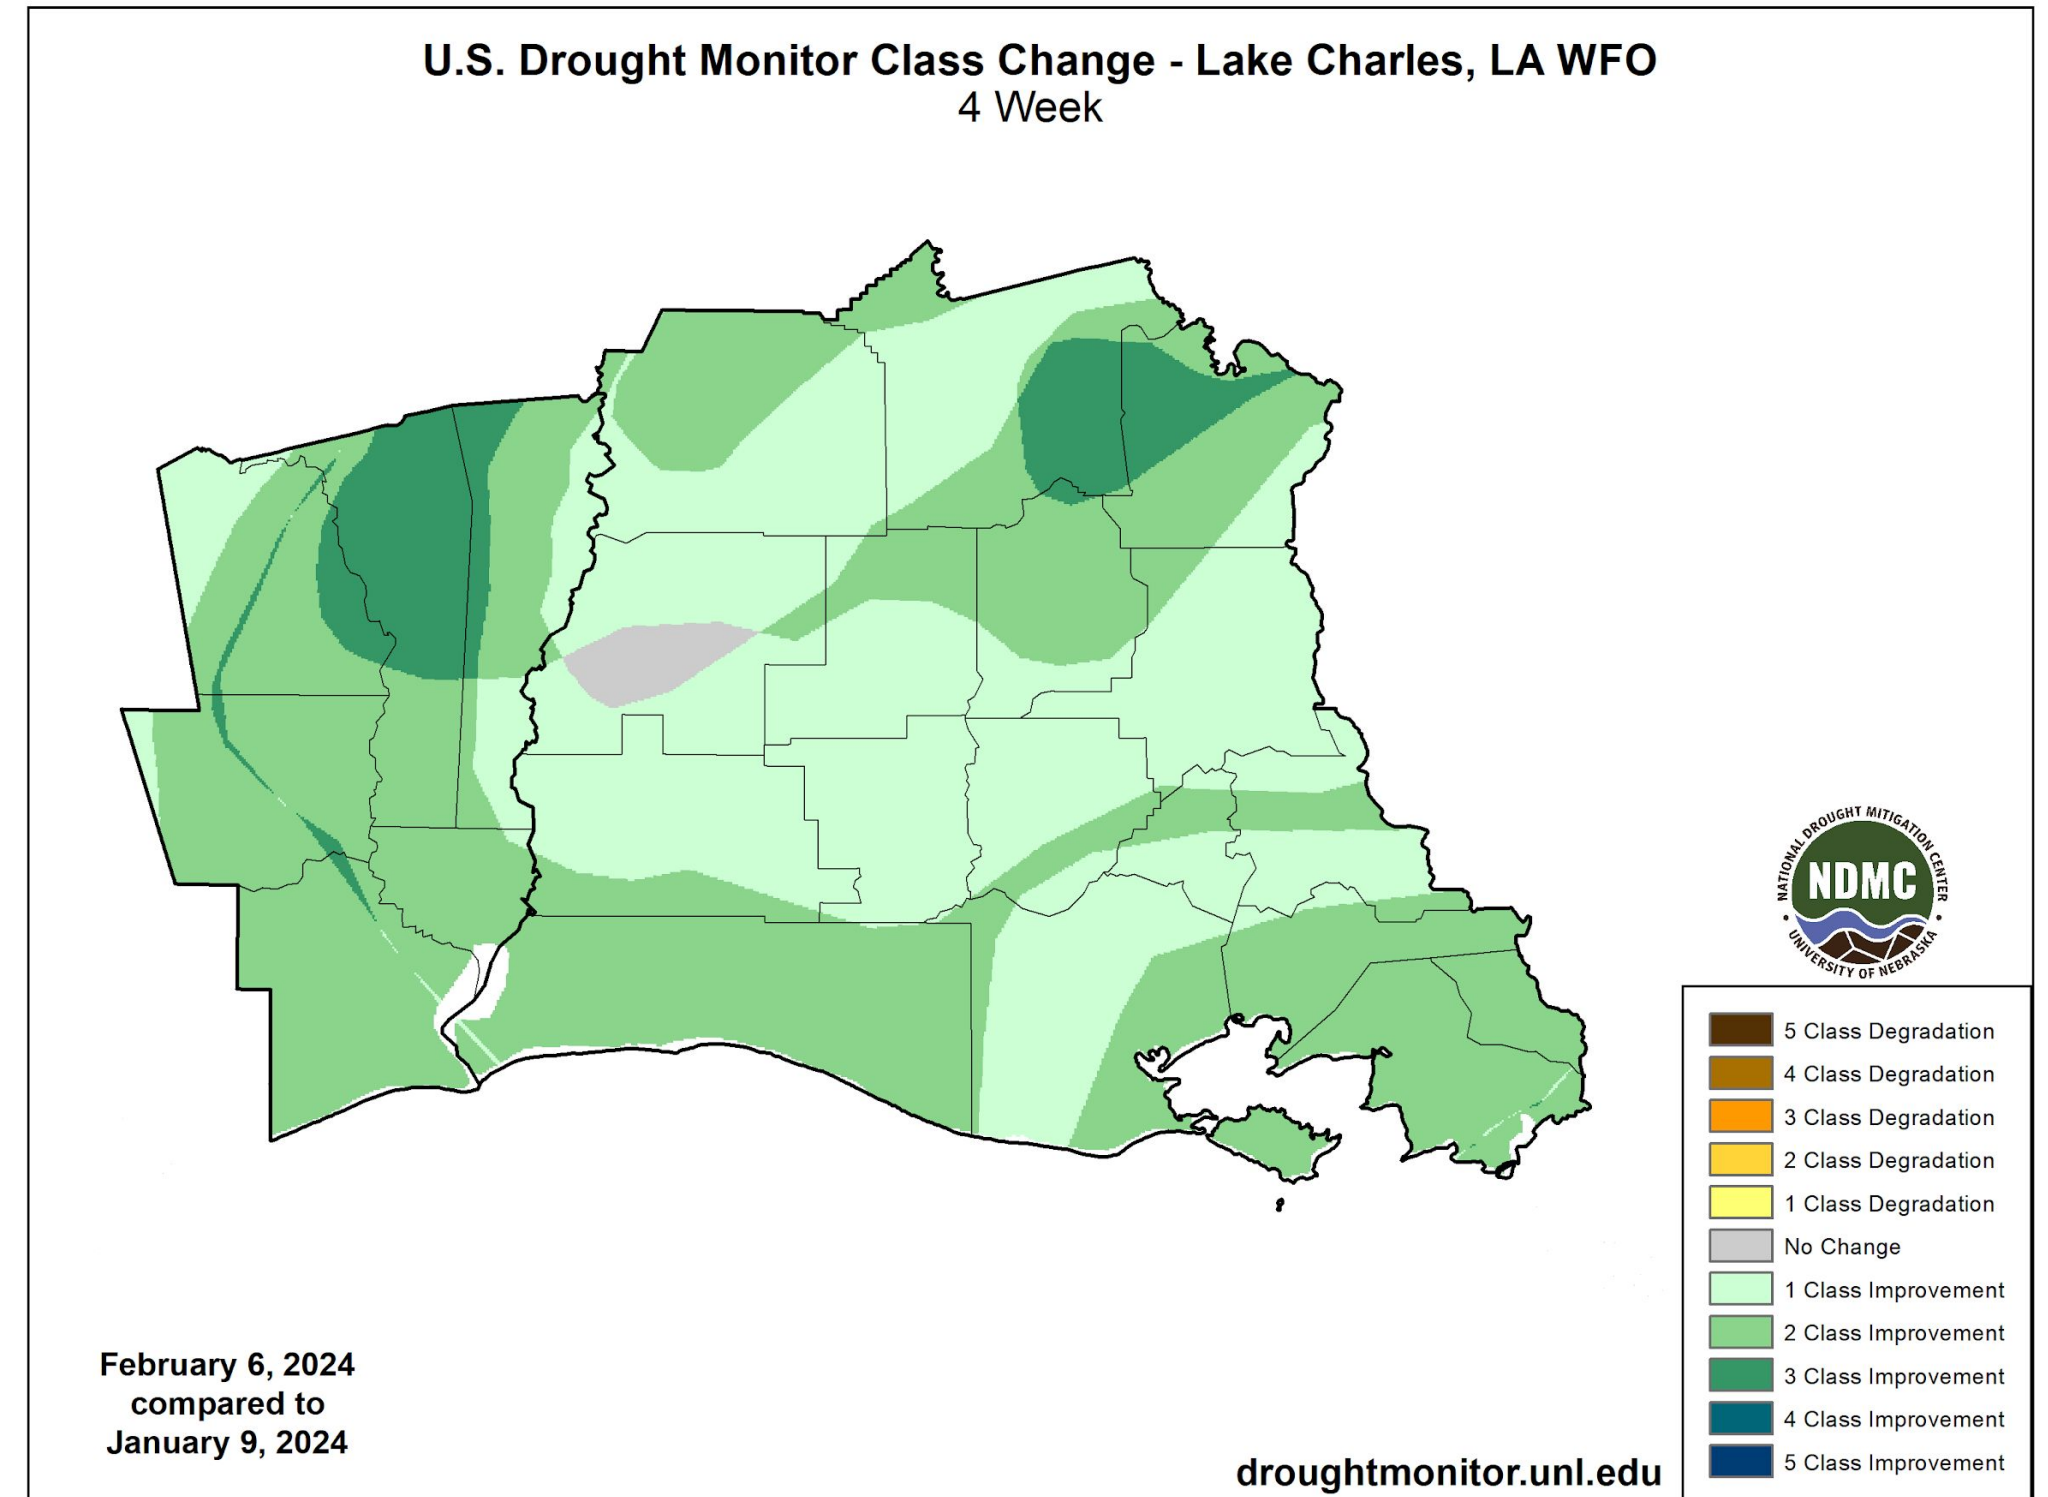 U.S. Drought Monitor Class Change - Lake Charles, LA WFO
4 Week
NATIONAL DROUGHT MITIGATION CENTER
NDMC
UNIVERSITY OF NEBRASKA
5 Class Degradation
4 Class Degradation
3 Class Degradation
2 Class Degradation
1 Class Degradation
No Change
1 Class Improvement
2 Class Improvement
3 Class Improvement
4 Class Improvement
5 Class Improvement
February 6, 2024
compared to
January 9, 2024
droughtmonitor.unl.edu